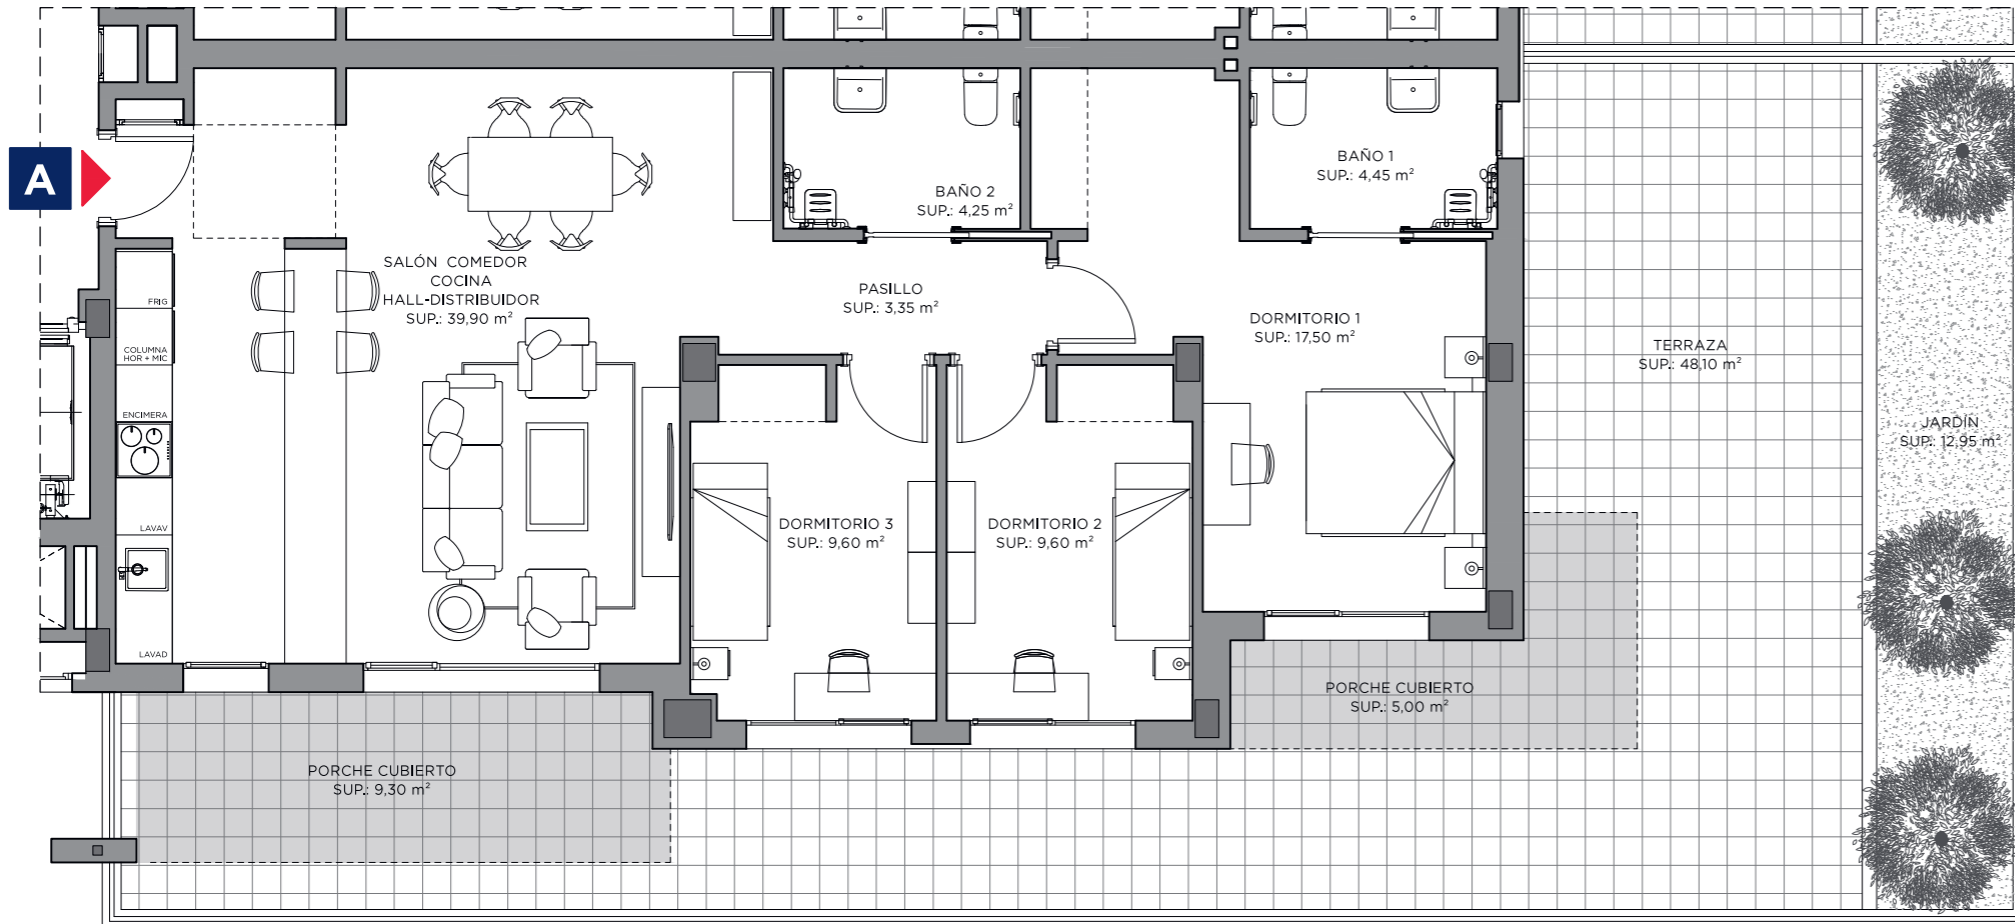 A
BAÑO 2
SUP.: 4,25 m²
BAÑO 1
SUP.: 4,45 m²
SALÓN COMEDOR
COCINA
HALL-DISTRIBUIDOR
SUP.: 39,90 m²
PASILLO
SUP.: 3,35 m²
DORMITORIO 1
SUP.: 17,50 m²
TERRAZA
SUP.: 48,10 m²
JARDÍN
SUP.: 12,95 m²
FRIG
COLUMNA
HOR + MIC
ENCIMERA
LAVAV
LAVAD
DORMITORIO 3
SUP.: 9,60 m²
DORMITORIO 2
SUP.: 9,60 m²
PORCHE CUBIERTO
SUP.: 5,00 m²
PORCHE CUBIERTO
SUP.: 9,30 m²